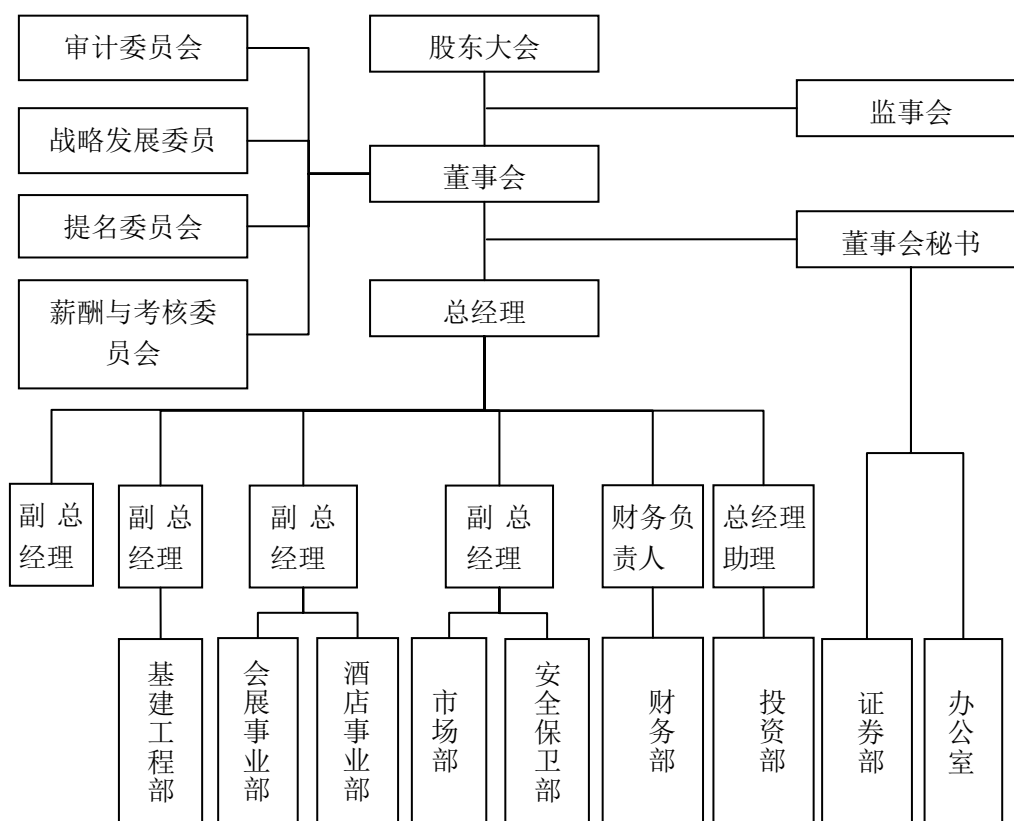 审计委员会
股东大会
监事会
战略发展委员
董事会
提名委员会
董事会秘书
薪酬与考核委
员会
总经理
副 总
经理
副 总
经理
副 总
经理
副 总
经理
财务负
责人
总经理
助理
基建工程部
会展事业部
酒店事业部
市场部
安全保卫部
财务部
投资部
证券部
办公室